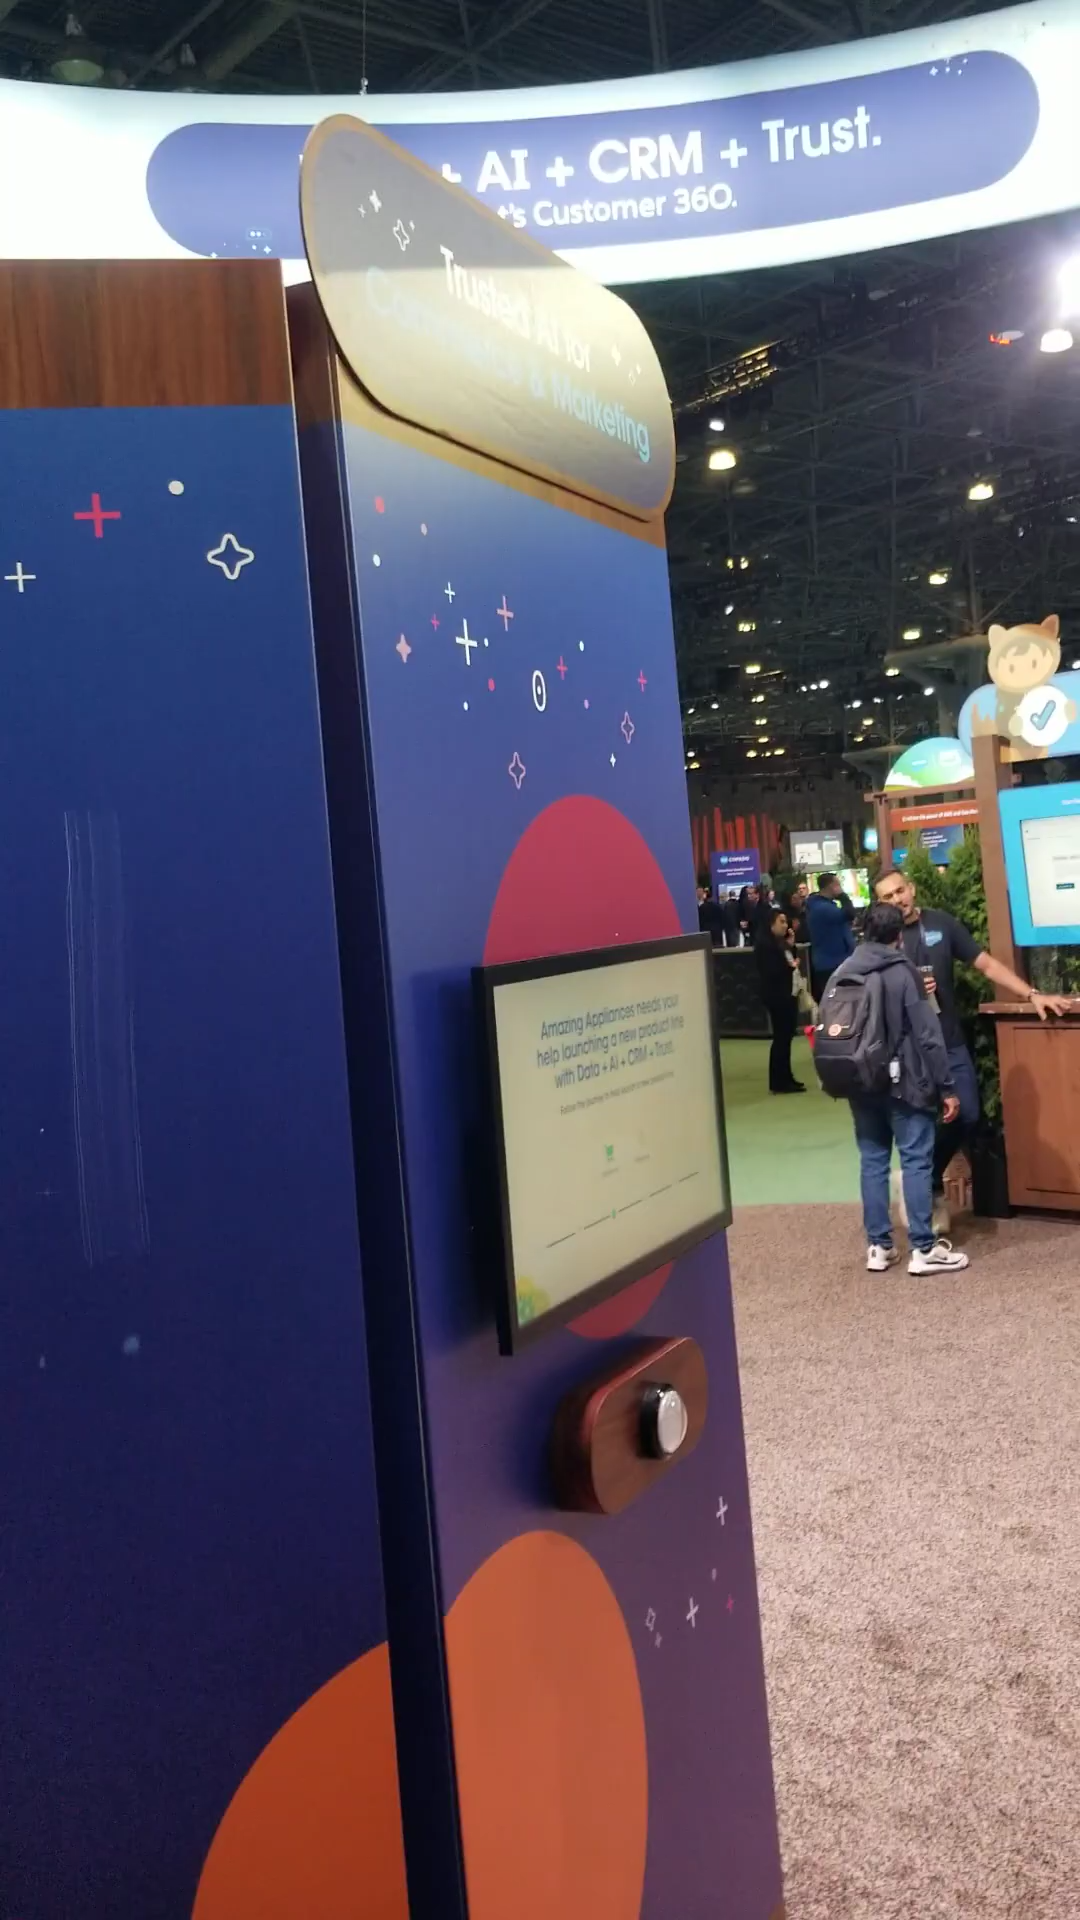 + AI + CRM + Trust.
t's Customer 360.
Trusted AI for
Commerce & Marketing
Amazing Appliances needs your
help launching a new product line
with Data + AI + CRM + Trust.